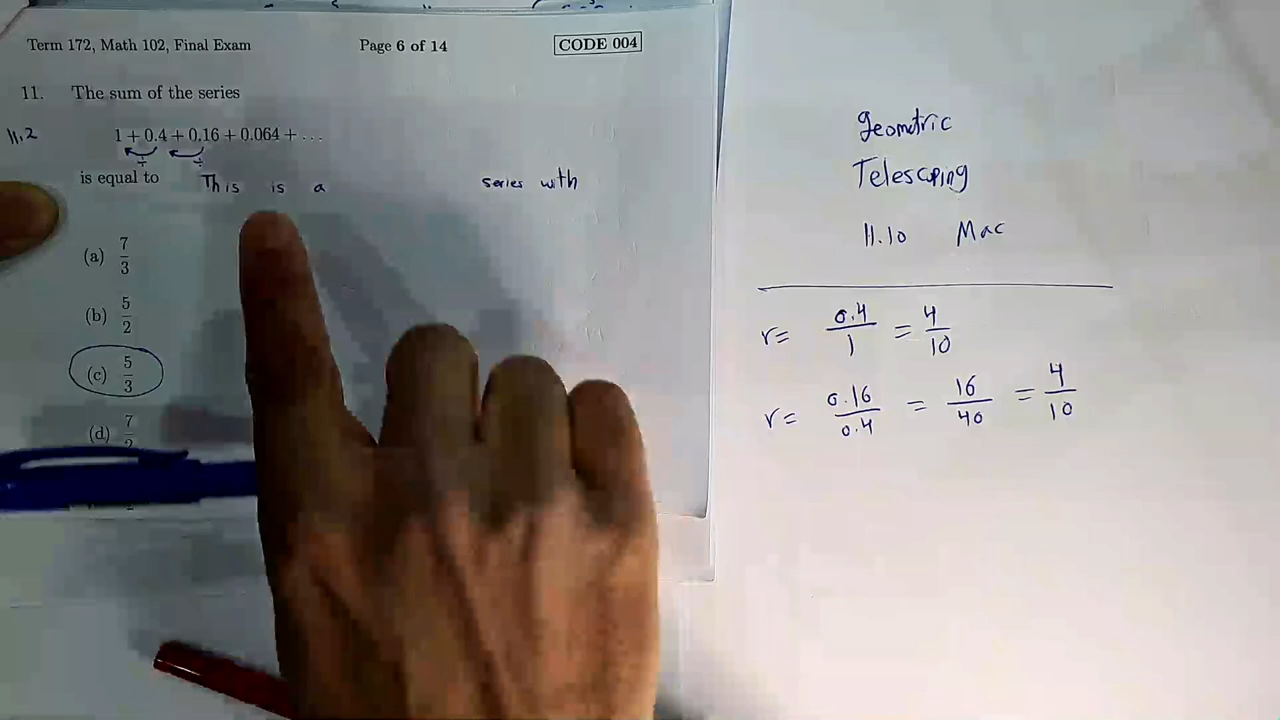 Term 172, Math 102, Final Exam Page 6 of 14 CODE 004
11. The sum of the series
11.2 1 + 0.4 + 0.16 + 0.064 + ...
÷ ÷
is equal to This is a series with
(a) 7/3
(b) 5/2
(c) 5/3
(d) 7/2
Geometric
Telescoping
11.10 Mac
r= 0.4/1 = 4/10
r= 0.16/0.4 = 16/40 = 4/10